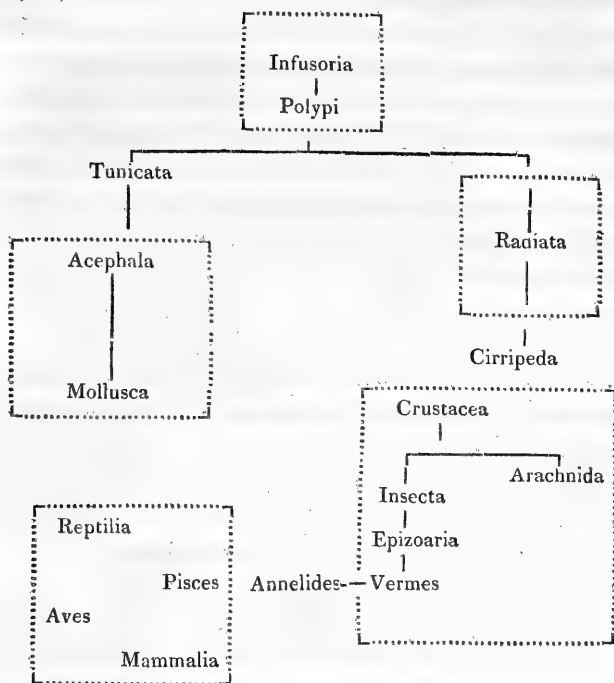 Infusoria
Polypi
Tunicata
Radiata
Acephala
Cirripeda
Mollusca
Crustacea
Arachnida
Insecta
Reptilia
Epizoaria
Pisces Annelides Vermes
Aves
Mammalia